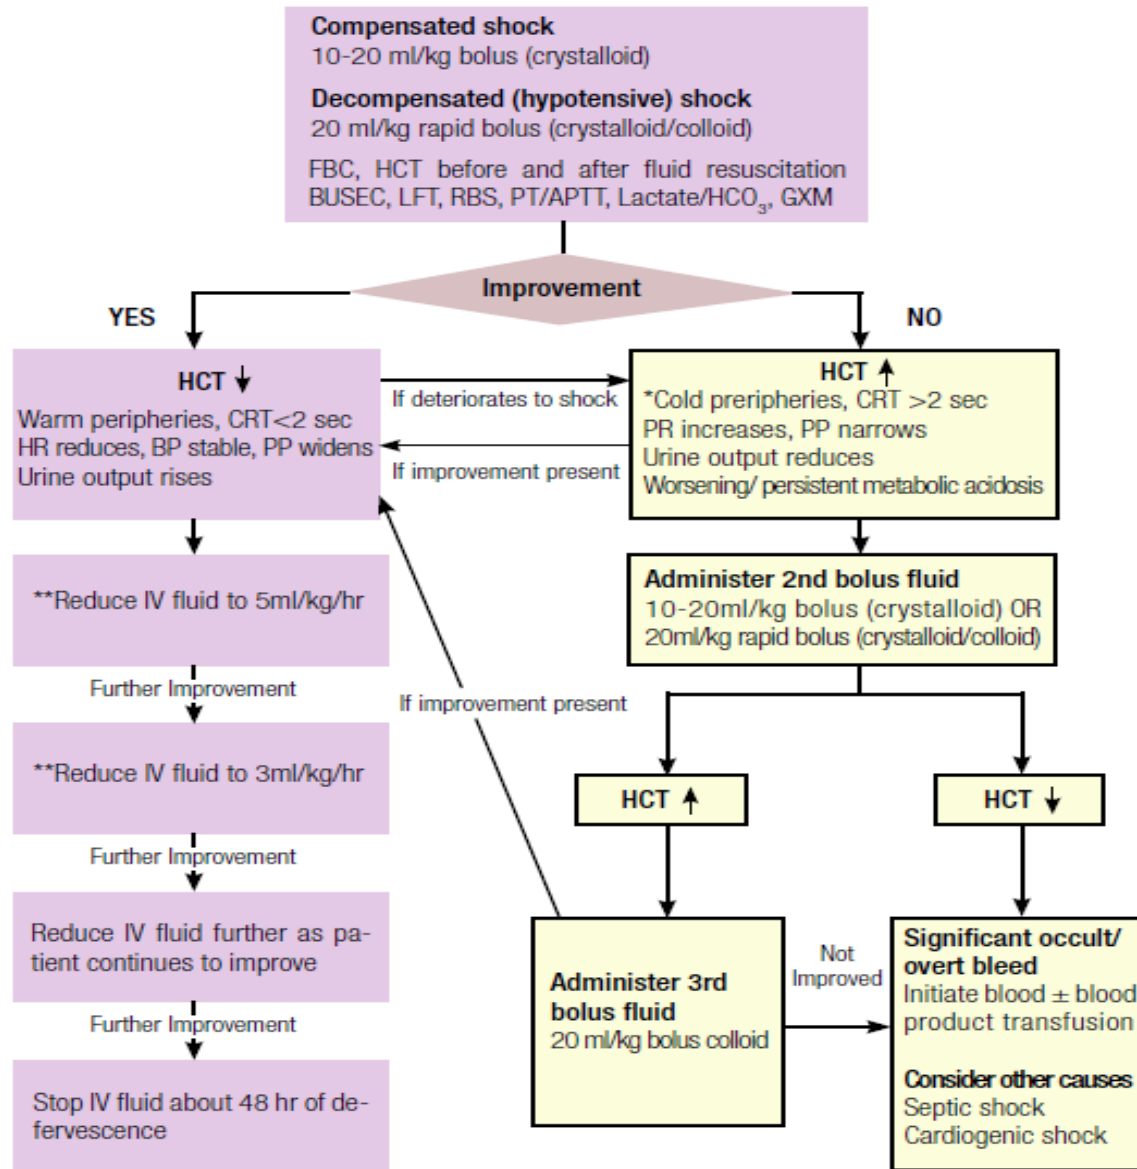 Compensated shock
10-20 ml/kg bolus (crystalloid)
Decompensated (hypotensive) shock
20 ml/kg rapid bolus (crystalloid/colloid)
FBC, HCT before and after fluid resuscitation
BUSEC, LFT, RBS, PT/APTT, Lactate/HCO₃, GXM
Improvement
YES
NO
HCT ↓
Warm peripheries, CRT<2 sec
HR reduces, BP stable, PP widens
Urine output rises
If deteriorates to shock
If improvement present
HCT ↑
*Cold preripheries, CRT >2 sec
PR increases, PP narrows
Urine output reduces
Worsening/ persistent metabolic acidosis
**Reduce IV fluid to 5ml/kg/hr
Administer 2nd bolus fluid
10-20ml/kg bolus (crystalloid) OR
20ml/kg rapid bolus (crystalloid/colloid)
Further Improvement
If improvement present
**Reduce IV fluid to 3ml/kg/hr
HCT ↑
HCT ↓
Further Improvement
Reduce IV fluid further as pa-
tient continues to improve
Further Improvement
Stop IV fluid about 48 hr of de-
fervescence
Administer 3rd
bolus fluid
20 ml/kg bolus colloid
Not
Improved
Significant occult/
overt bleed
Initiate blood ± blood
product transfusion
Consider other causes
Septic shock
Cardiogenic shock